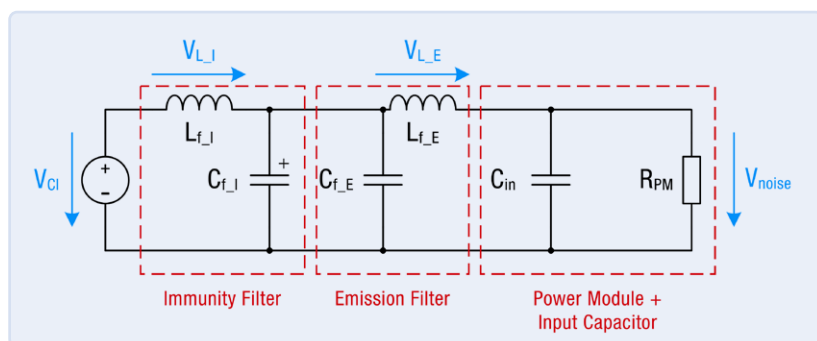 V_L_I
V_L_E
L_f_I
L_f_E
+
V_CI
+
-
C_f_I
C_f_E
C_in
R_PM
V_noise
Immunity Filter
Emission Filter
Power Module +
Input Capacitor